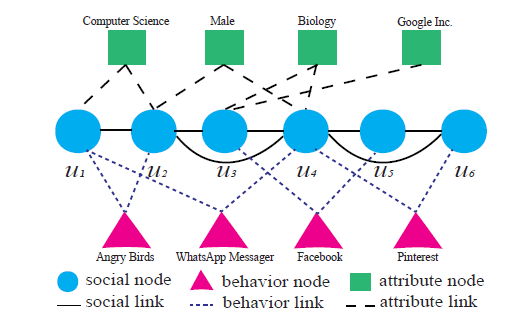 Computer Science Male Biology Google Inc.
u1 u2 u3 u4 u5 u6
Angry Birds WhatsApp Messager Facebook Pinterest
social node behavior node attribute node
social link behavior link attribute link